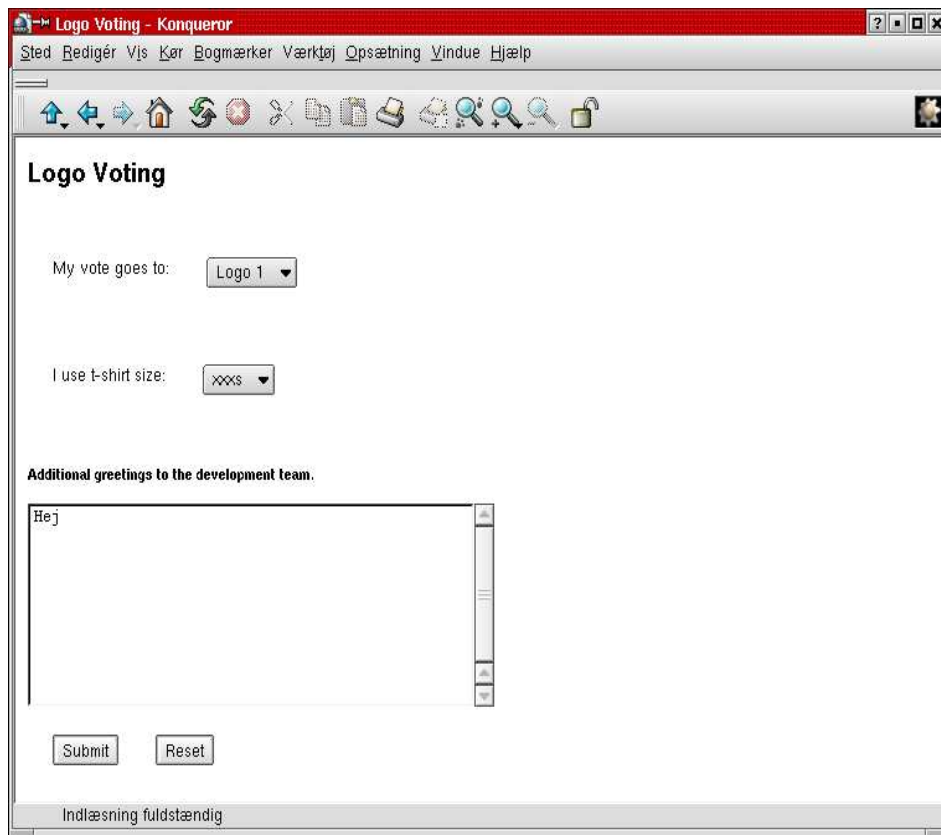 Logo Voting - Konqueror
Sted Redigér Vis Kør Bogmærker Værktøj Opsætning Vindue Hjælp
Logo Voting
My vote goes to: Logo 1
I use t-shirt size: xxxs
Additional greetings to the development team.
Hej
Submit Reset
Indlæsning fuldstændig